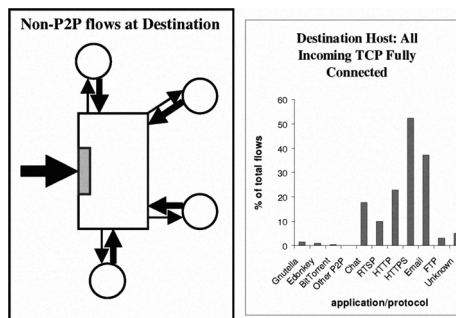 Non-P2P flows at Destination
Destination Host: All
Incoming TCP Fully
Connected
% of total flows
60
50
40
30
20
10
0
Gnutella
Edonkey
BitTorrent
Other P2P
Chat
RTSP
HTTP
HTTPS
Email
FTP
Unknown
application/protocol